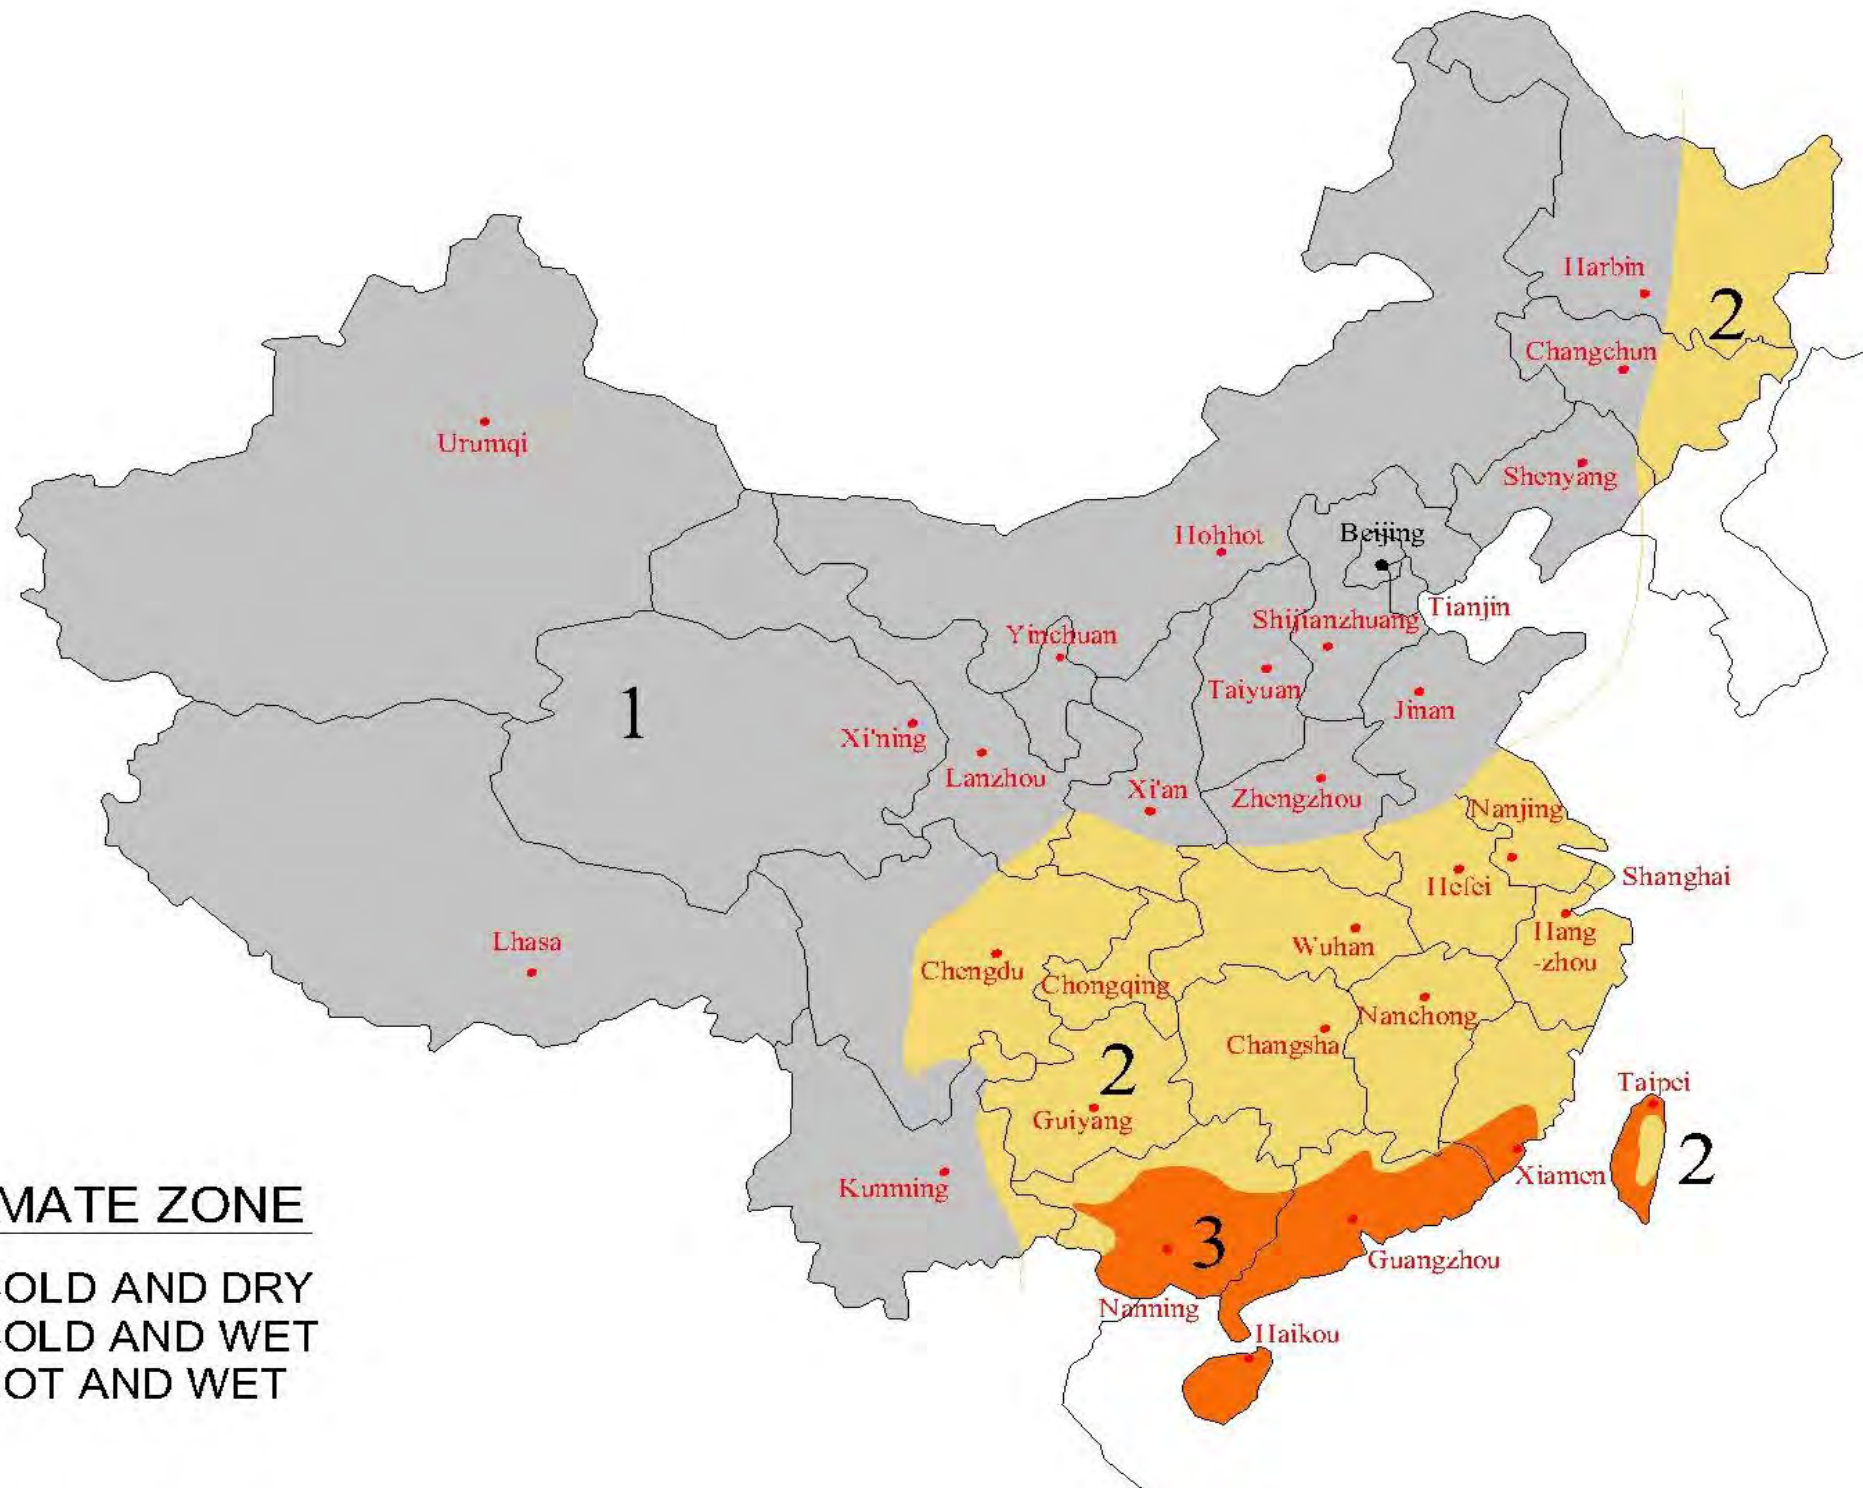 Harbin
2
Changchun
Urumqi
Shenyang
Hohhot
Beijing
Tianjin
Shijianzhuang
Yinchuan
Taiyuan
Jinan
1
Xi'ning
Lanzhou
Xi'an
Zhengzhou
Nanjing
Shanghai
Hefei
Lhasa
Wuhan
Hang
-zhou
Chengdu
Chongqing
Nanchong
Changsha
2
Taipei
Guiyang
2
Xiamen
Kunming
3
Guangzhou
Nanning
Haikou
MATE ZONE
OLD AND DRY
OLD AND WET
OT AND WET